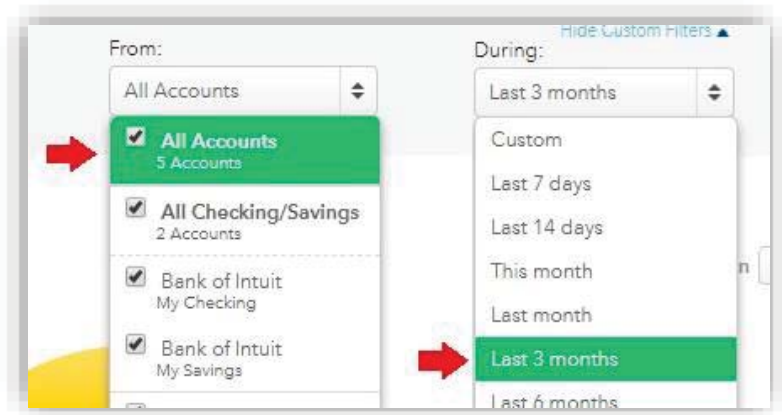 Hide Custom Filters ▲
From:
During:
All Accounts
Last 3 months
All Accounts
5 Accounts
All Checking/Savings
2 Accounts
Bank of Intuit
My Checking
Bank of Intuit
My Savings
Custom
Last 7 days
Last 14 days
This month
Last month
Last 3 months
Last 6 months
n